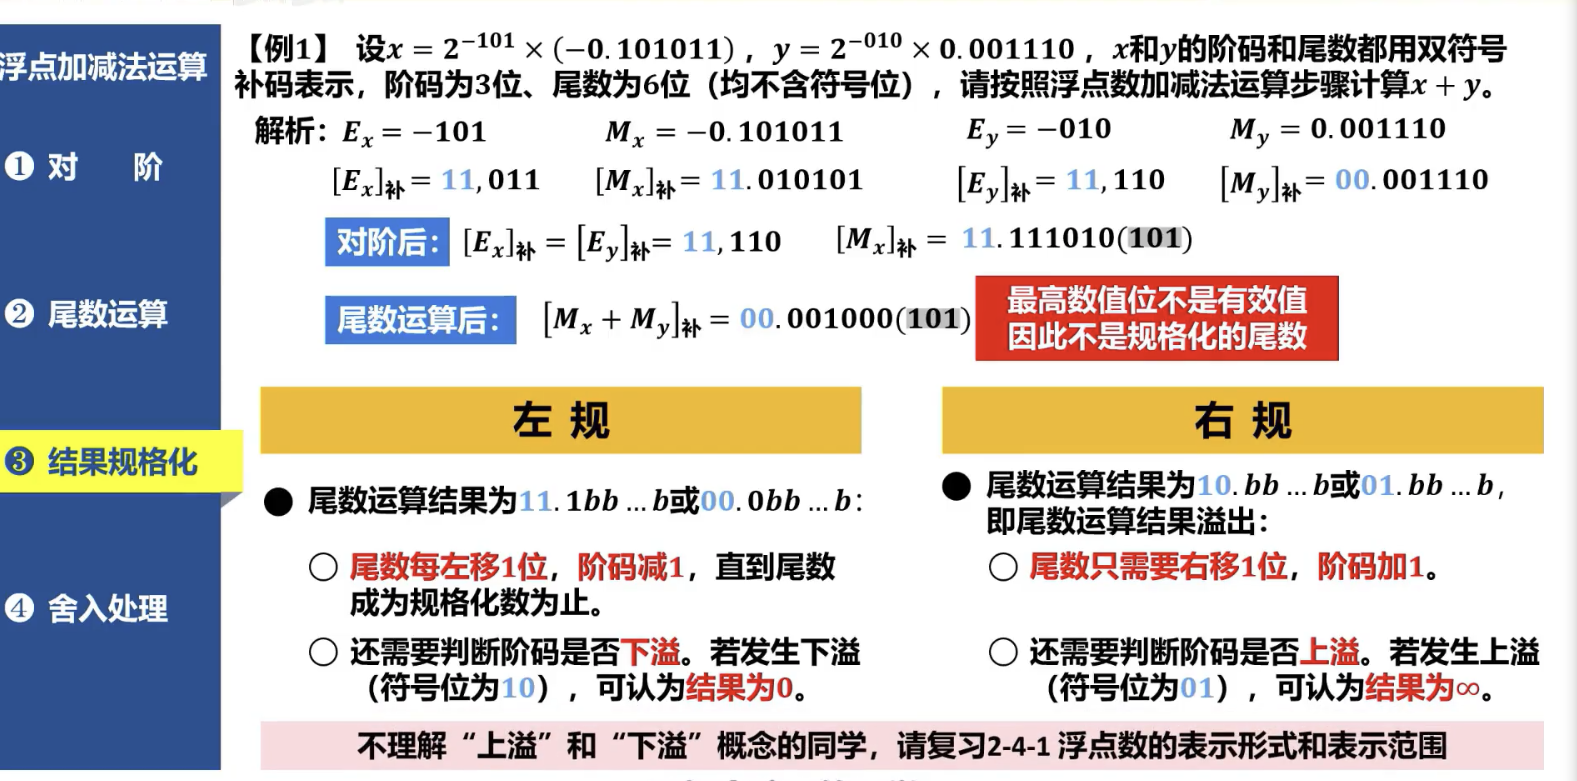 浮点加减法运算
❶ 对 阶
❷ 尾数运算
❸ 结果规格化
❹ 舍入处理
【例1】 设x = 2⁻¹⁰¹ × (−0.101011)，y = 2⁻⁰¹⁰ × 0.001110，x和y的阶码和尾数都用双符号
补码表示，阶码为3位、尾数为6位（均不含符号位），请按照浮点数加减法运算步骤计算x + y。
解析：Eₓ = −101 Mₓ = −0.101011 E_y = −010 M_y = 0.001110
[Eₓ]补 = 11,011 [Mₓ]补 = 11.010101 [E_y]补 = 11,110 [M_y]补 = 00.001110
对阶后： [Eₓ]补 = [E_y]补 = 11,110 [Mₓ]补 = 11.111010(101)
尾数运算后： [Mₓ + M_y]补 = 00.001000(101)
最高数值位不是有效值
因此不是规格化的尾数
左 规
● 尾数运算结果为11.1bb…b或00.0bb…b：
○ 尾数每左移1位，阶码减1，直到尾数
成为规格化数为止。
○ 还需要判断阶码是否下溢。若发生下溢
（符号位为10），可认为结果为0。
右 规
● 尾数运算结果为10.bb…b或01.bb…b，
即尾数运算结果溢出：
○ 尾数只需要右移1位，阶码加1。
○ 还需要判断阶码是否上溢。若发生上溢
（符号位为01），可认为结果为∞。
不理解“上溢”和“下溢”概念的同学，请复习2-4-1 浮点数的表示形式和表示范围